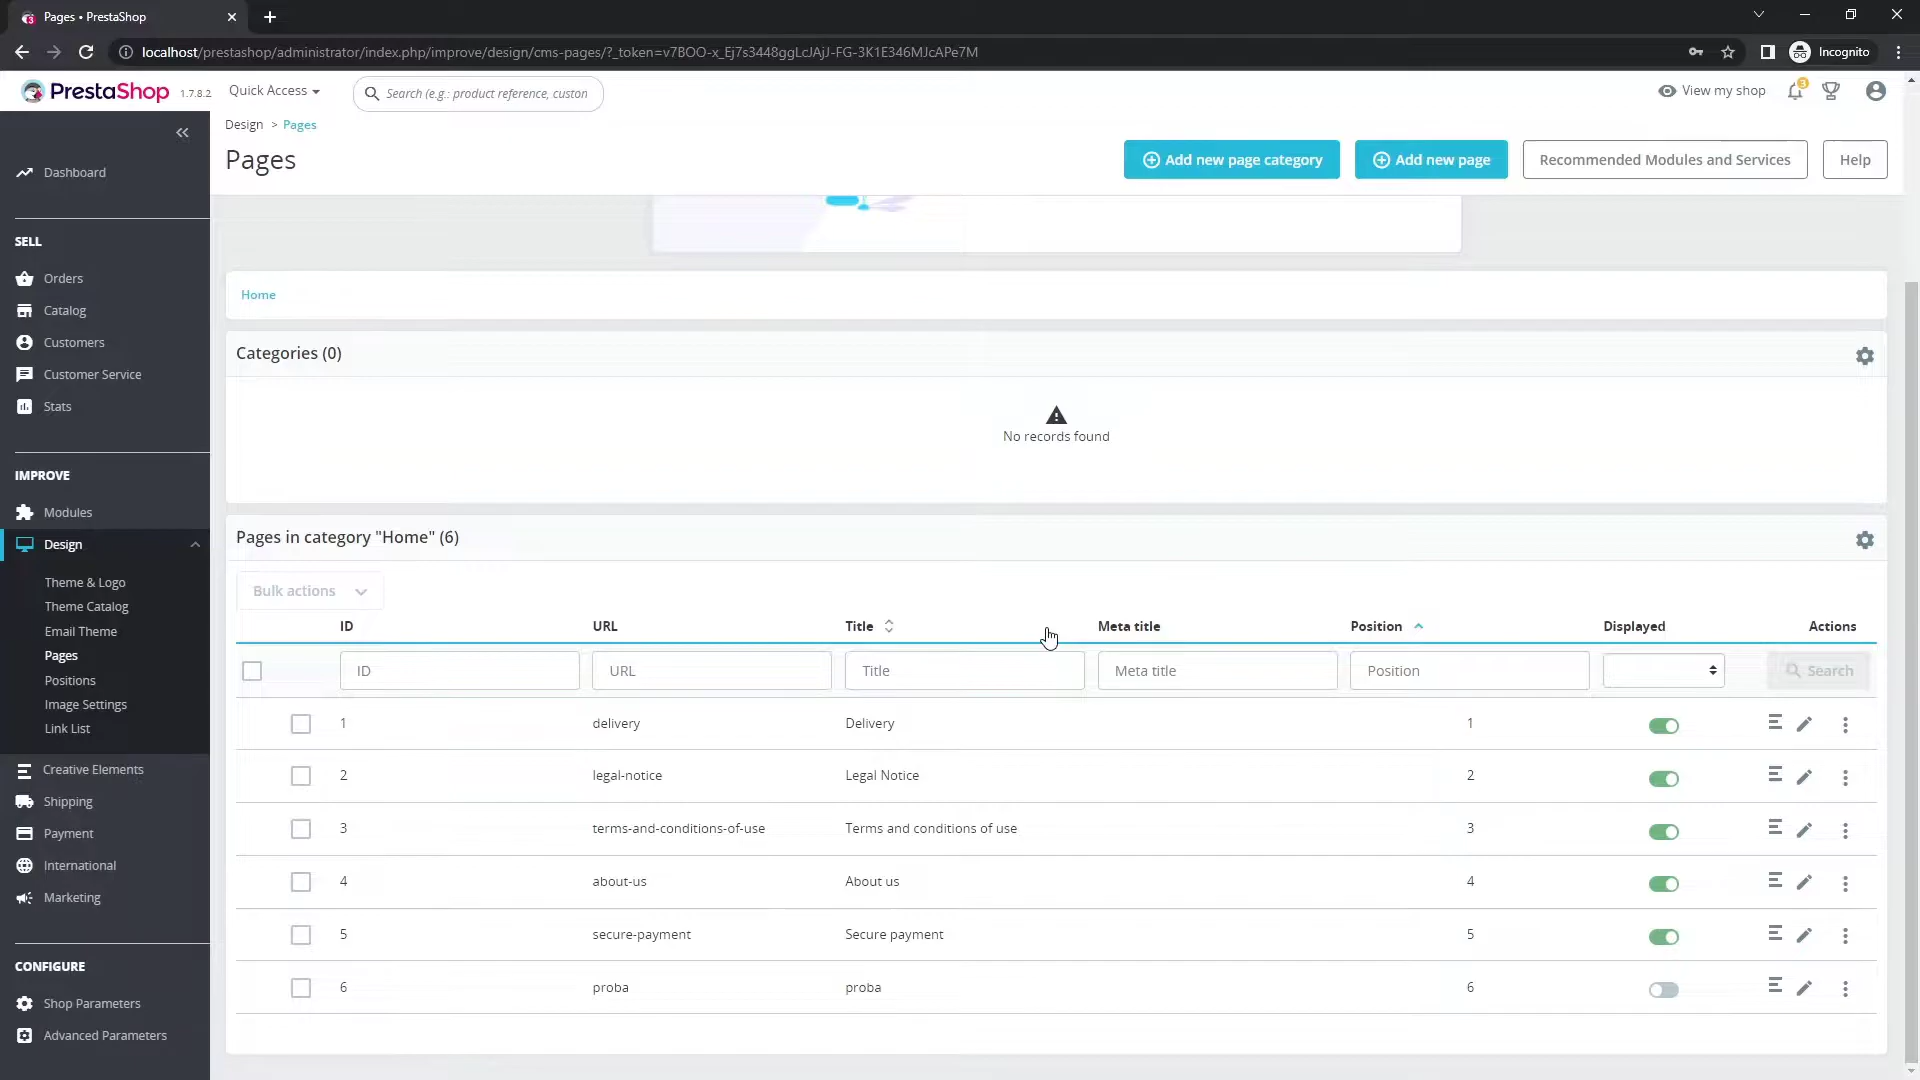 Pages • PrestaShop
localhost/prestashop/administrator/index.php/improve/design/cms-pages/?_token=v7BOO-x_Ej7s3448ggLcJAjJ-FG-3K1E346MJcAPe7M
Incognito
PrestaShop 1.7.8.2
Quick Access
Search (e.g.: product reference, custon
View my shop
3
Design > Pages
Pages
Add new page category
Add new page
Recommended Modules and Services
Help
Dashboard
SELL
Orders
Catalog
Customers
Customer Service
Stats
IMPROVE
Modules
Design
Theme & Logo
Theme Catalog
Email Theme
Pages
Positions
Image Settings
Link List
Creative Elements
Shipping
Payment
International
Marketing
CONFIGURE
Shop Parameters
Advanced Parameters
Home
Categories (0)
No records found
Pages in category "Home" (6)
Bulk actions
ID URL Title Meta title Position Displayed Actions
ID URL Title Meta title Position Search
1 delivery Delivery 1
2 legal-notice Legal Notice 2
3 terms-and-conditions-of-use Terms and conditions of use 3
4 about-us About us 4
5 secure-payment Secure payment 5
6 proba proba 6